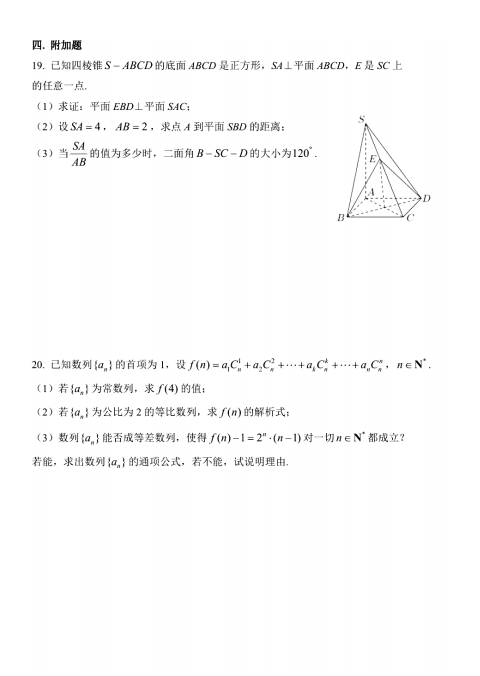 四. 附加题
19. 已知四棱锥 S − ABCD 的底面 ABCD 是正方形，SA⊥平面 ABCD，E 是 SC 上
的任意一点.
（1）求证：平面 EBD⊥平面 SAC；
（2）设 SA = 4， AB = 2，求点 A 到平面 SBD 的距离；
（3）当 SA/AB 的值为多少时，二面角 B − SC − D 的大小为120°.
S
E
A
D
B
C
20. 已知数列{aₙ}的首项为 1，设 f(n) = a₁Cₙ¹ + a₂Cₙ² + ⋯ + aₖCₙᵏ + ⋯ + aₙCₙⁿ， n ∈ N*.
（1）若{aₙ}为常数列，求 f(4) 的值；
（2）若{aₙ}为公比为 2 的等比数列，求 f(n) 的解析式；
（3）数列{aₙ}能否成等差数列，使得 f(n) − 1 = 2ⁿ · (n − 1) 对一切 n ∈ N* 都成立？
若能，求出数列{aₙ}的通项公式，若不能，试说明理由.